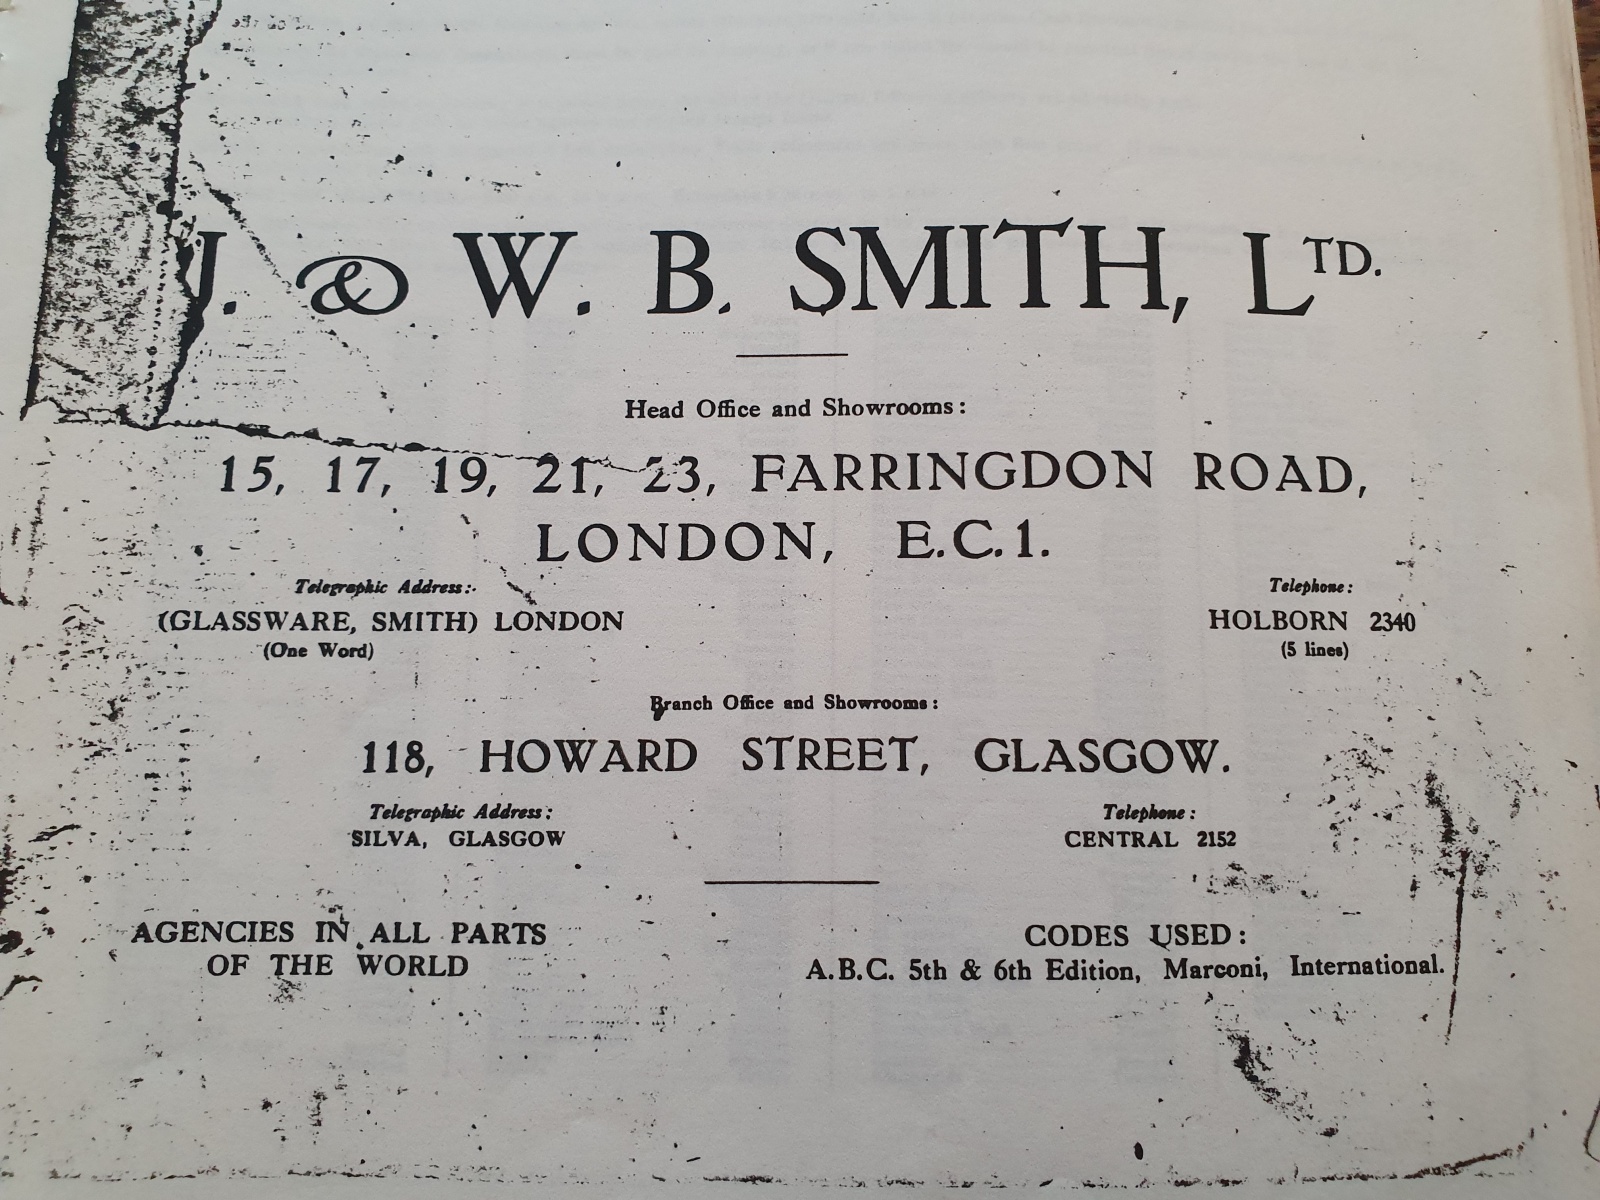 J. & W. B. SMITH, LTD.
Head Office and Showrooms:
15, 17, 19, 21, 23, FARRINGDON ROAD,
LONDON, E.C.1.
Telegraphic Address:
(GLASSWARE, SMITH) LONDON
(One Word)
Telephone:
HOLBORN 2340
(5 lines)
Branch Office and Showrooms:
118, HOWARD STREET, GLASGOW.
Telegraphic Address:
SILVA, GLASGOW
Telephone:
CENTRAL 2152
AGENCIES IN ALL PARTS
OF THE WORLD
CODES USED:
A.B.C. 5th & 6th Edition, Marconi, International.